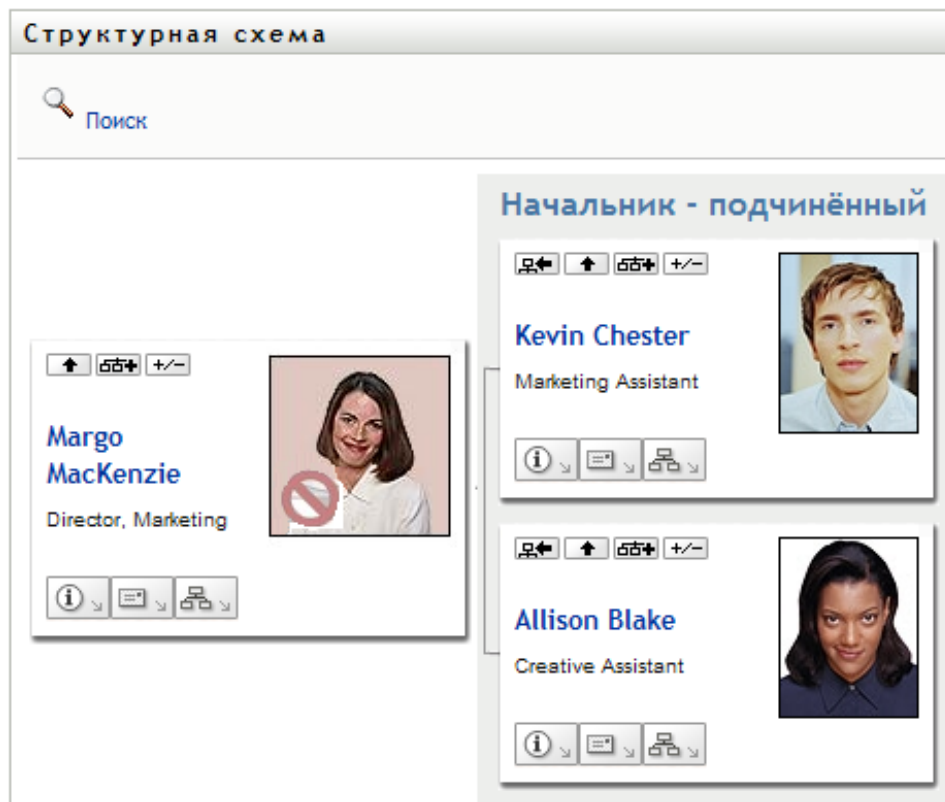 Структурная схема
Поиск
Начальник - подчинённый
Margo
MacKenzie
Director, Marketing
+/−
Kevin Chester
Marketing Assistant
+/−
Allison Blake
Creative Assistant
+/−